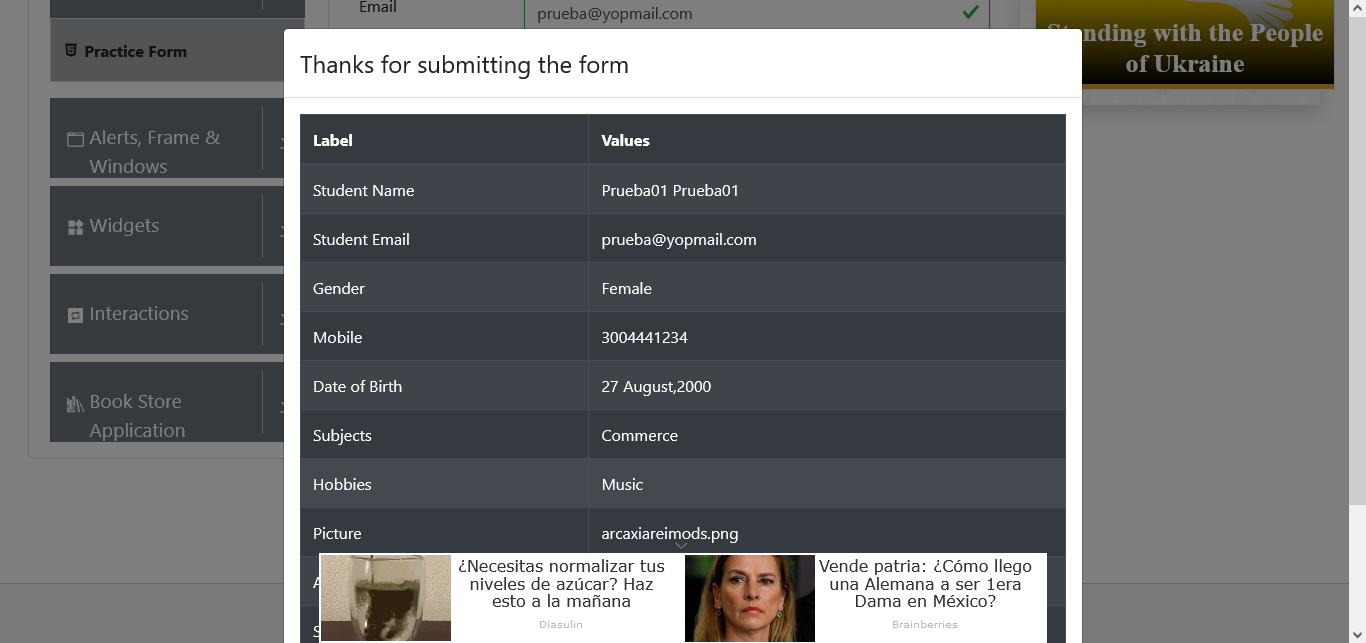 Email
prueba@yopmail.com
Practice Form
Standing with the People
of Ukraine
Thanks for submitting the form
Alerts, Frame &
Windows
Widgets
Interactions
Book Store
Application
Label Values
Student Name Prueba01 Prueba01
Student Email prueba@yopmail.com
Gender Female
Mobile 3004441234
Date of Birth 27 August,2000
Subjects Commerce
Hobbies Music
Picture arcaxiareimods.png
¿Necesitas normalizar tus
niveles de azúcar? Haz
esto a la mañana
Diasulin
Vende patria: ¿Cómo llego
una Alemana a ser 1era
Dama en México?
Brainberries